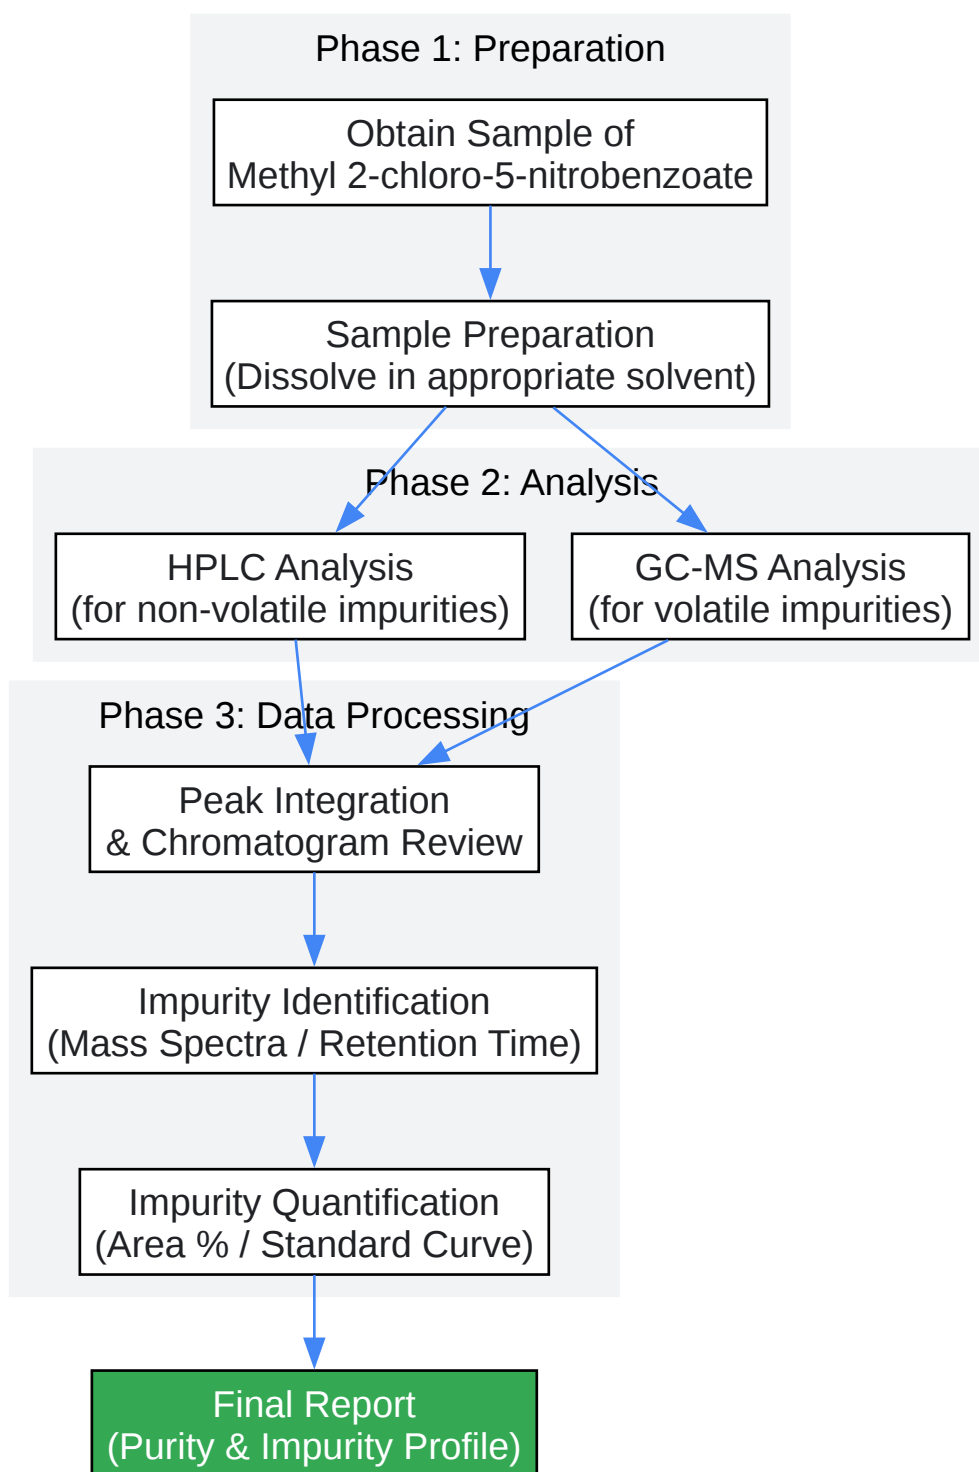 Phase 1: Preparation
Obtain Sample of
Methyl 2-chloro-5-nitrobenzoate
Sample Preparation
(Dissolve in appropriate solvent)
Phase 2: Analysis
HPLC Analysis
(for non-volatile impurities)
GC-MS Analysis
(for volatile impurities)
Phase 3: Data Processing
Peak Integration
& Chromatogram Review
Impurity Identification
(Mass Spectra / Retention Time)
Impurity Quantification
(Area % / Standard Curve)
Final Report
(Purity & Impurity Profile)